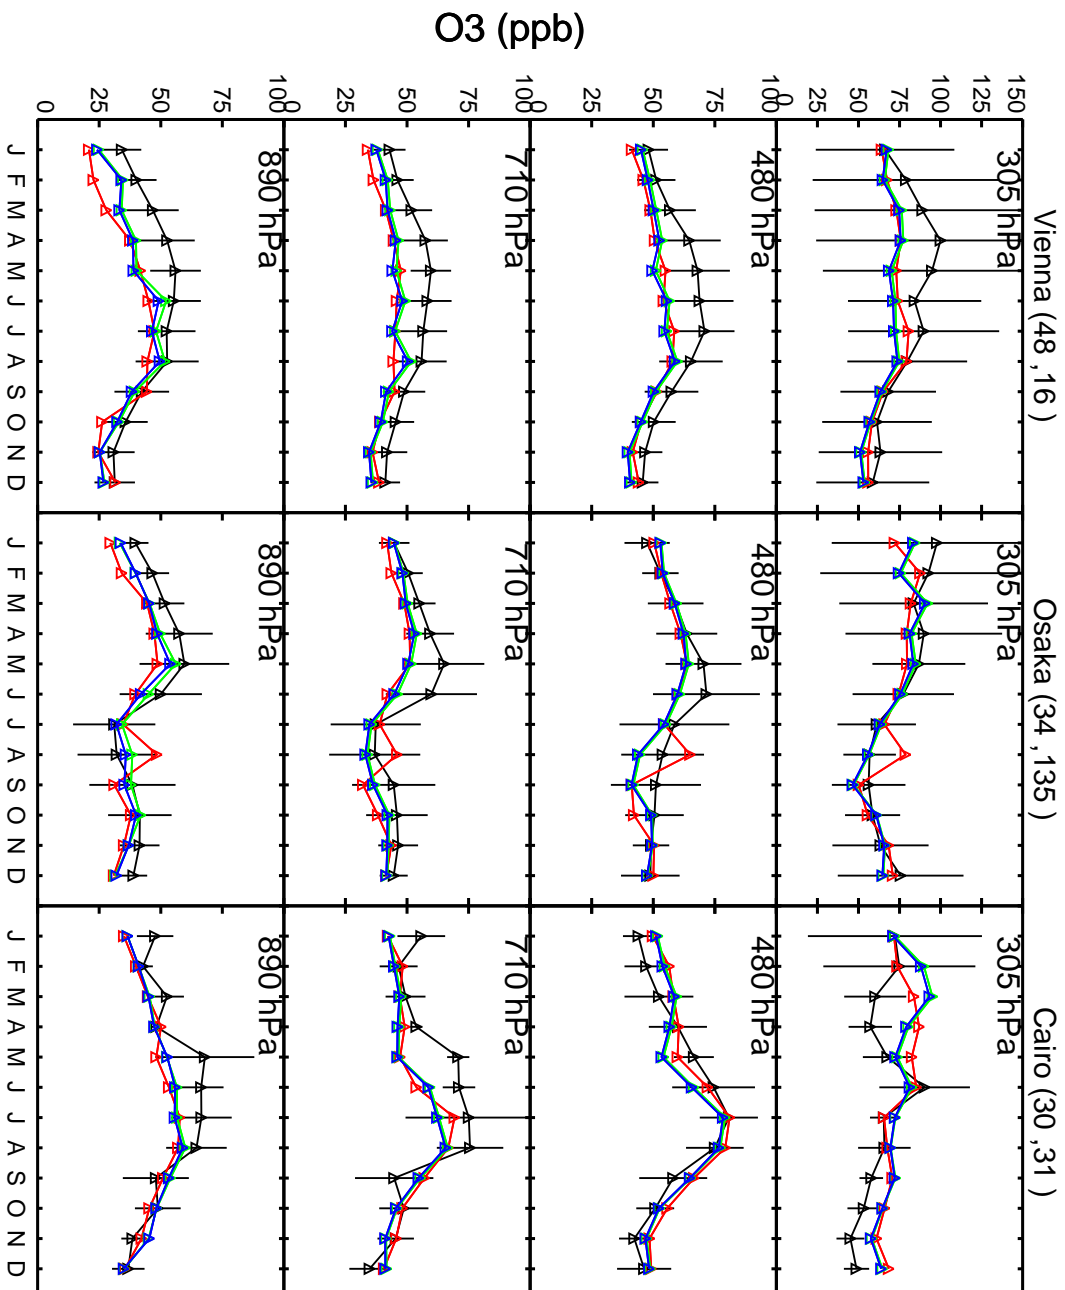 O3 (ppb)
0 25 50 75 100
0 25 50 75 100
0 25 50 75 100
0 25 50 75 100 125 150
Vienna (48 ,16 )
890 hPa
710 hPa
480 hPa
305 hPa
J F M A M J J A S O N D
Osaka (34 ,135 )
890 hPa
710 hPa
480 hPa
305 hPa
J F M A M J J A S O N D
Cairo (30 ,31 )
890 hPa
710 hPa
480 hPa
305 hPa
J F M A M J J A S O N D